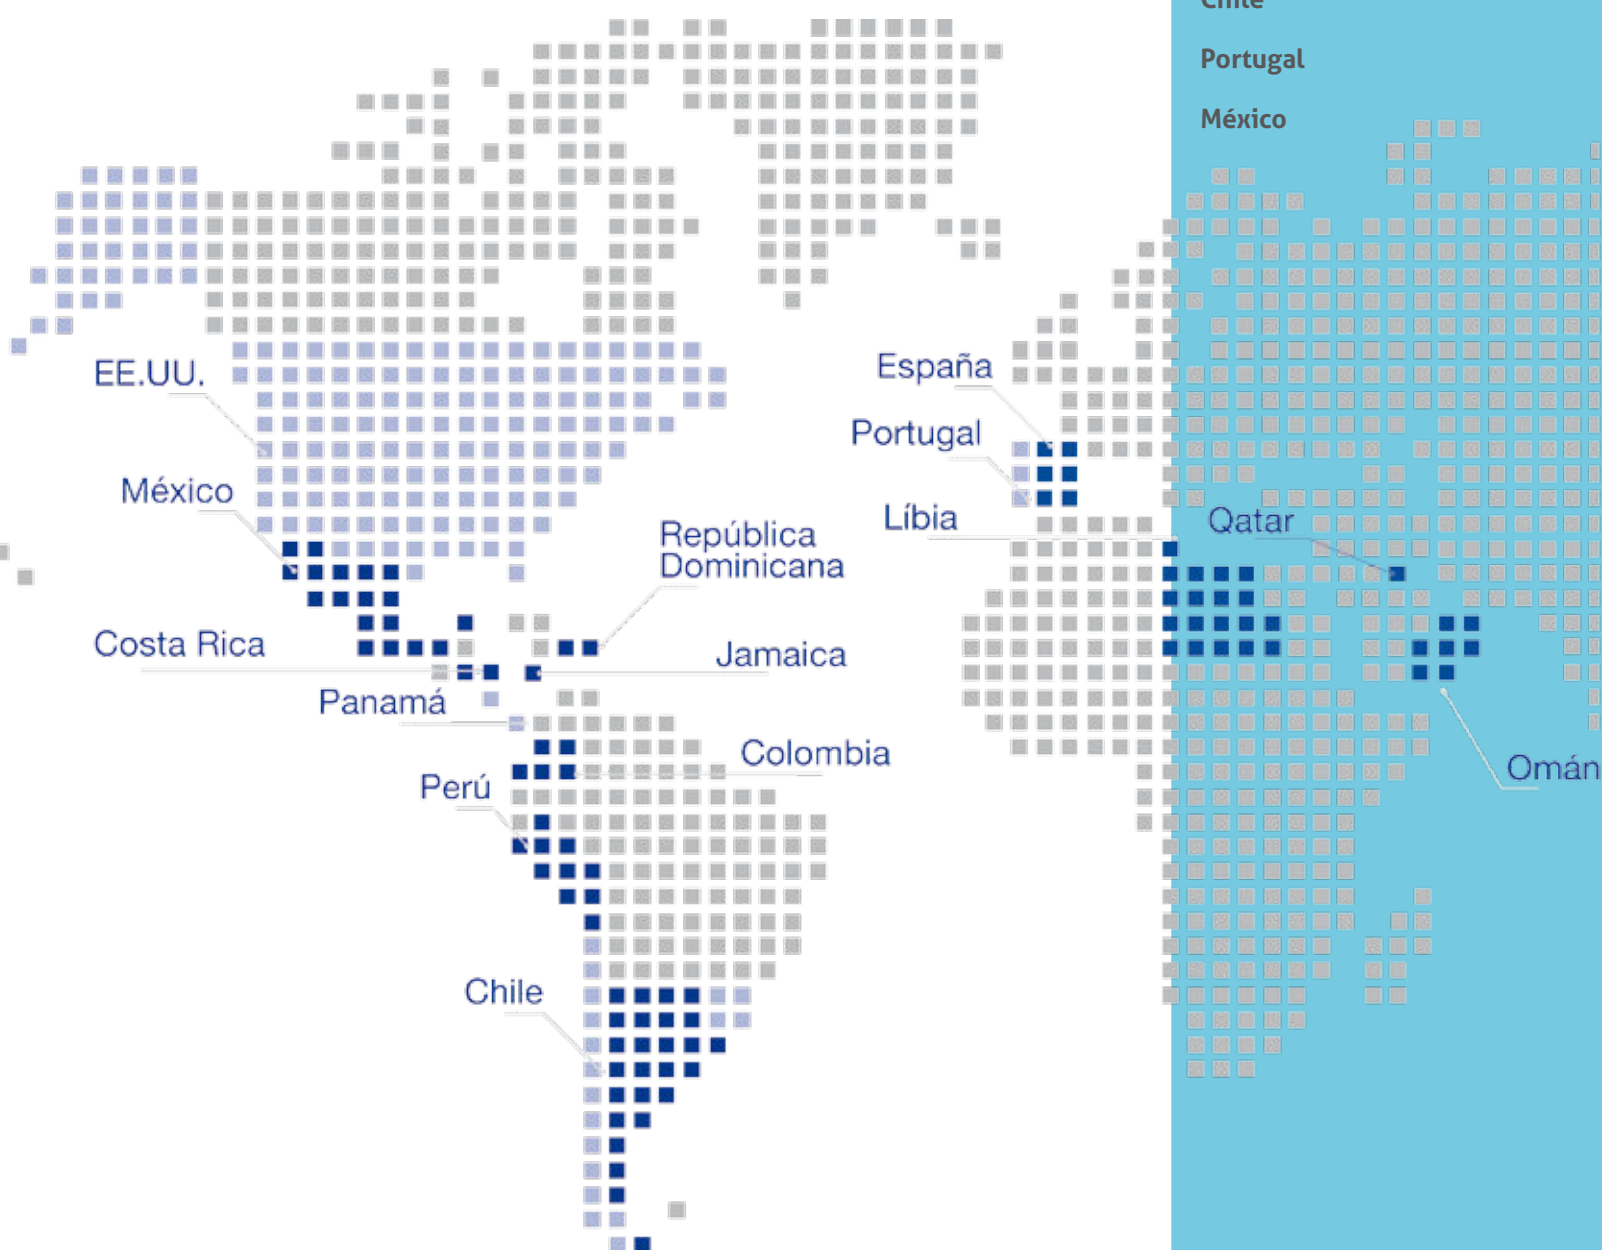 Chile
Portugal
México
España
EE.UU.
Portugal
México
Líbia
Qatar
República
Dominicana
Costa Rica
Jamaica
Panamá
Colombia
Omán
Perú
Chile